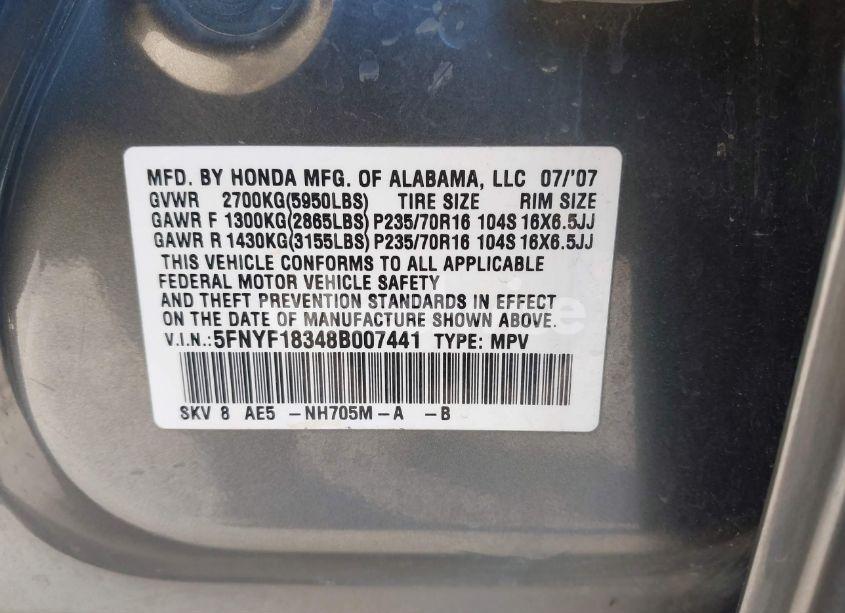 MFD. BY HONDA MFG. OF ALABAMA, LLC 07/'07
GVWR 2700KG(5950LBS) TIRE SIZE RIM SIZE
GAWR F 1300KG(2865LBS) P235/70R16 104S 16X6.5JJ
GAWR R 1430KG(3155LBS) P235/70R16 104S 16X6.5JJ
THIS VEHICLE CONFORMS TO ALL APPLICABLE
FEDERAL MOTOR VEHICLE SAFETY
AND THEFT PREVENTION STANDARDS IN EFFECT
ON THE DATE OF MANUFACTURE SHOWN ABOVE.
V.I.N.: 5FNYF18348B007441 TYPE: MPV
SKV 8 AE5 -NH705M-A -B